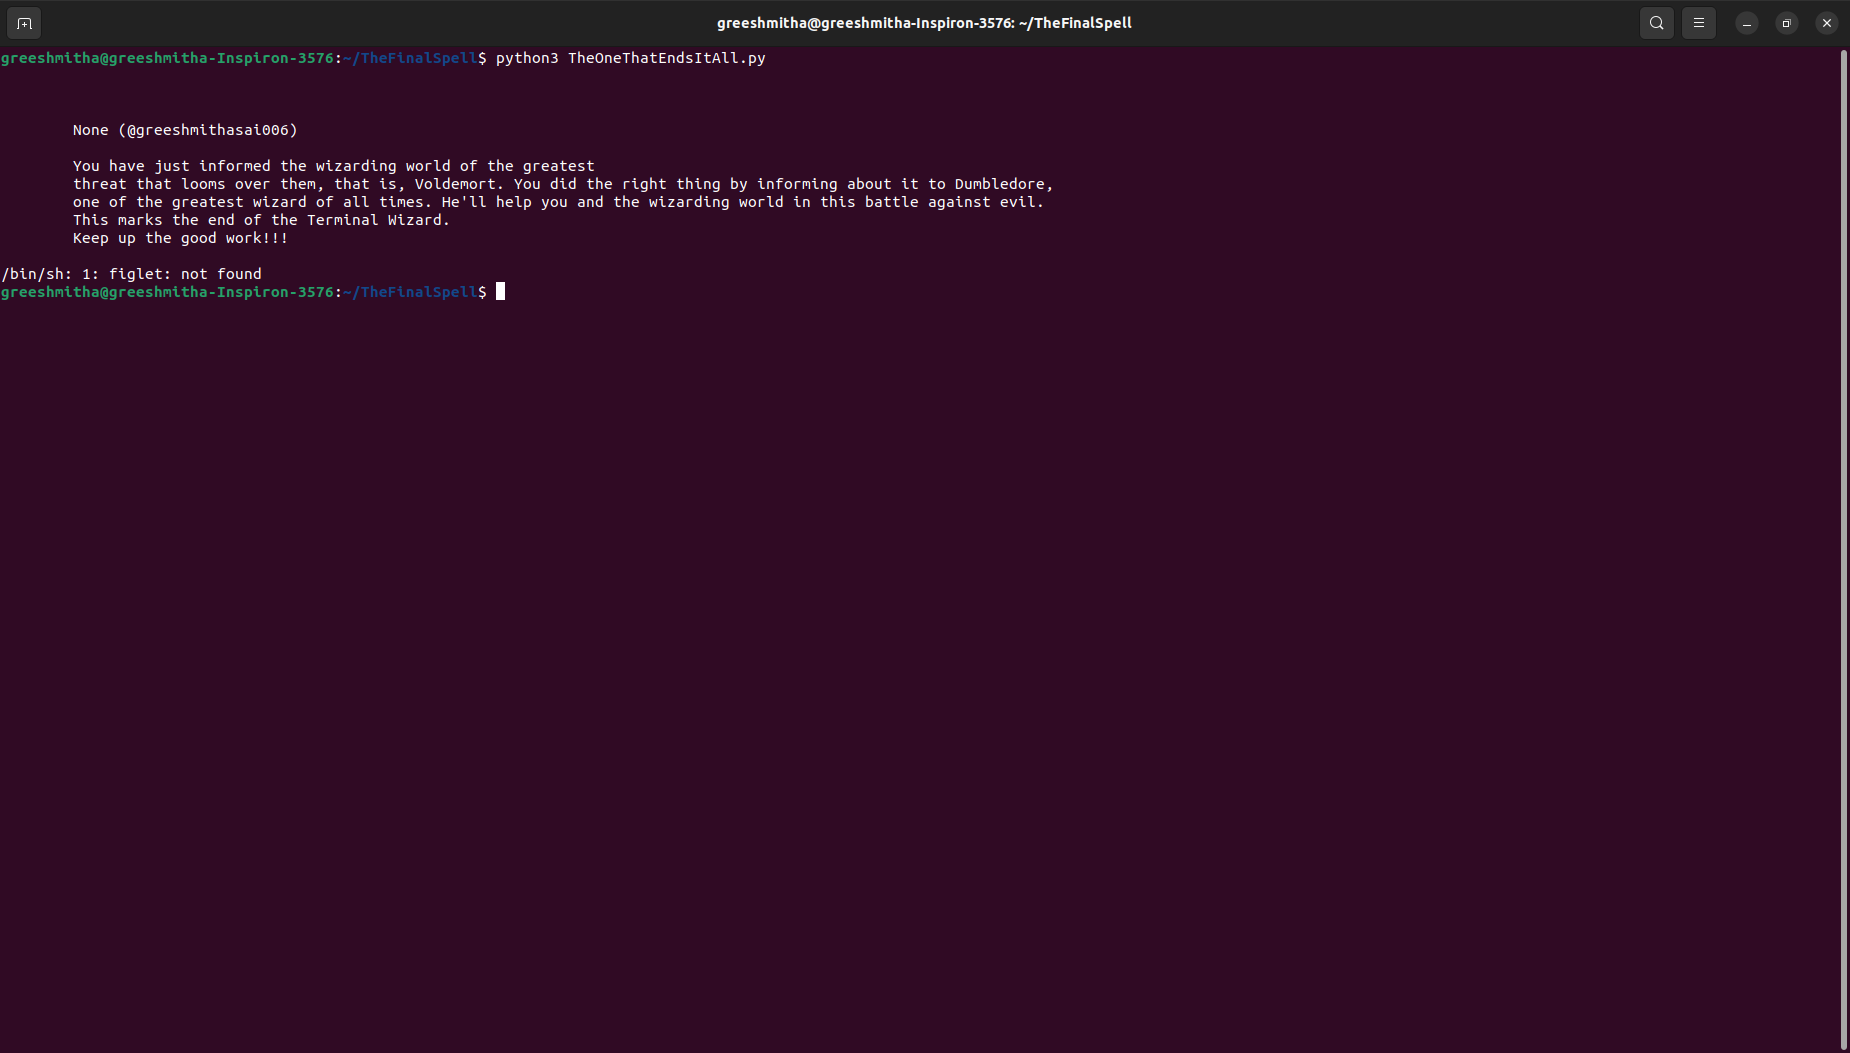 greeshmitha@greeshmitha-Inspiron-3576: ~/TheFinalSpell
greeshmitha@greeshmitha-Inspiron-3576:~/TheFinalSpell$ python3 TheOneThatEndsItAll.py
None (@greeshmithasai006)
You have just informed the wizarding world of the greatest
threat that looms over them, that is, Voldemort. You did the right thing by informing about it to Dumbledore,
one of the greatest wizard of all times. He'll help you and the wizarding world in this battle against evil.
This marks the end of the Terminal Wizard.
Keep up the good work!!!
/bin/sh: 1: figlet: not found
greeshmitha@greeshmitha-Inspiron-3576:~/TheFinalSpell$